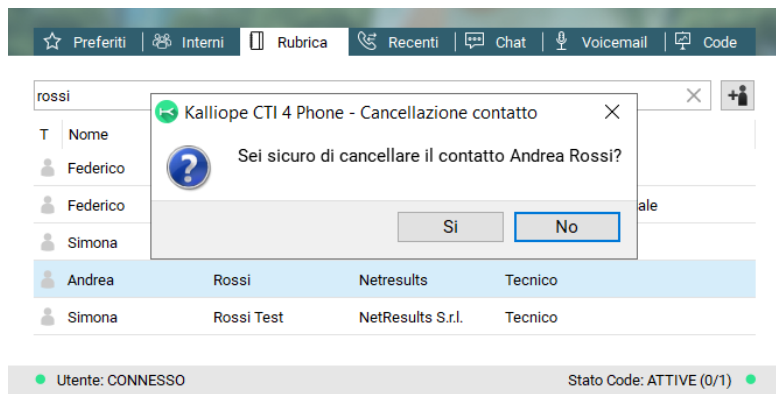 Preferiti Interni Rubrica Recenti Chat Voicemail Code
rossi
Kalliope CTI 4 Phone - Cancellazione contatto
Sei sicuro di cancellare il contatto Andrea Rossi?
Si No
T Nome
Federico
Federico ale
Simona
Andrea Rossi Netresults Tecnico
Simona Rossi Test NetResults S.r.l. Tecnico
Utente: CONNESSO Stato Code: ATTIVE (0/1)